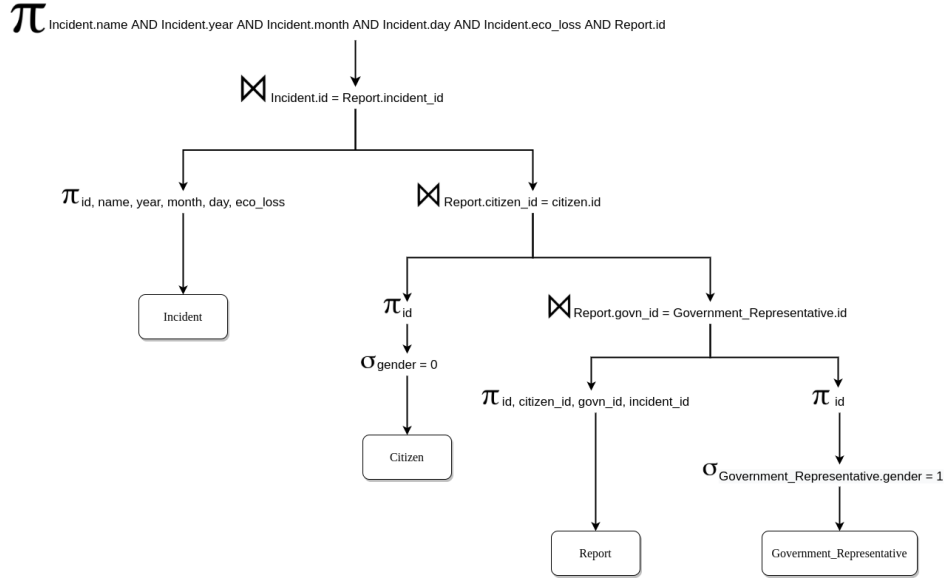 π Incident.name AND Incident.year AND Incident.month AND Incident.day AND Incident.eco_loss AND Report.id
⋈ Incident.id = Report.incident_id
π id, name, year, month, day, eco_loss
⋈ Report.citizen_id = citizen.id
Incident
π id
⋈ Report.govn_id = Government_Representative.id
σ gender = 0
π id, citizen_id, govn_id, incident_id
π id
Citizen
σ Government_Representative.gender = 1
Report
Government_Representative